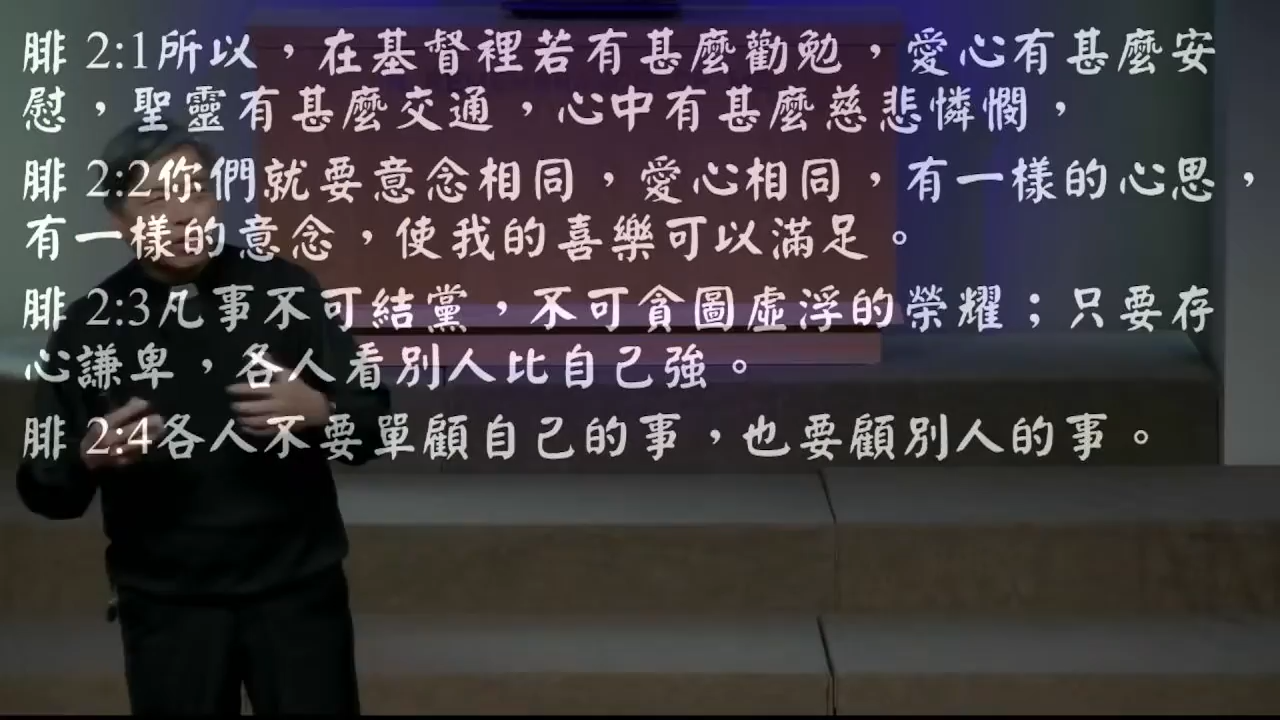 腓 2:1所以，在基督裡若有甚麼勸勉，愛心有甚麼安
慰，聖靈有甚麼交通，心中有甚麼慈悲憐憫，
腓 2:2你們就要意念相同，愛心相同，有一樣的心思，
有一樣的意念，使我的喜樂可以滿足。
腓 2:3凡事不可結黨，不可貪圖虛浮的榮耀；只要存
心謙卑，各人看別人比自己強。
腓 2:4各人不要單顧自己的事，也要顧別人的事。